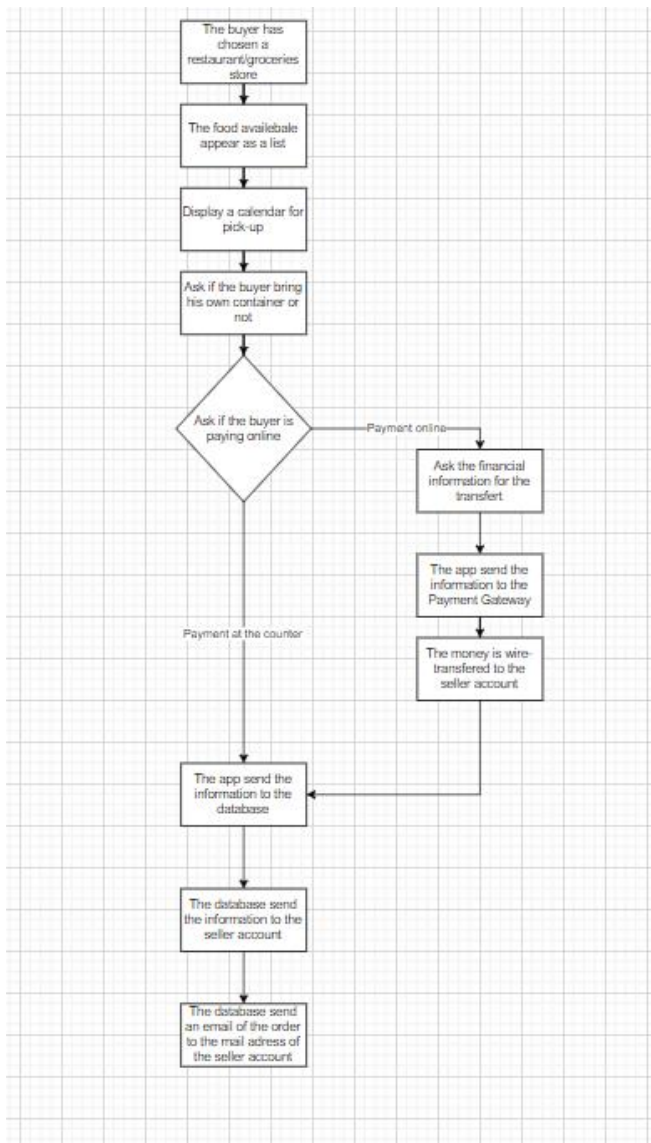 The buyer has
chosen a
restaurant/groceries
store
The food availebale
appear as a list
Display a calendar for
pick-up
Ask if the buyer bring
his own container or
not
Ask if the buyer is
paying online
Payment online
Ask the financial
information for the
transfert
The app send the
information to the
Payment Gateway
Payment at the counter
The money is wire-
transfered to the
seller account
The app send the
information to the
database
The database send
the information to the
seller account
The database send
an email of the order
to the mail adress of
the seller account